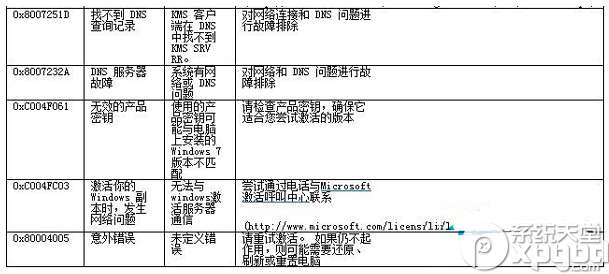 0x8007251D
找不到 DNS
查询记录
KMS 客户
端在 DNS
中找不到
KMS SRV
RR。
对网络连接和 DNS 问题进
行故障排除
0x8007232A
DNS 服务器
故障
系统有网
络或 DNS
问题
对网络和 DNS 问题进行故
障排除
0xC004F061
无效的产品
密钥
使用的产
品密钥可
能与电脑
上安装的
Windows 7
版本不匹
配
请检查产品密钥，确保它
适合您尝试激活的版本
0xC004FC03
激活你的
Windows 副
本时，发生
网络问题
无法与
windows激
活服务器
通信
尝试通过电话与Microsoft
激活呼叫中心联系
(http://www.microsoft.com/licens/li/l
0x80004005
意外错误
未定义错
误
请重试激活。如果仍不起
作用，则可能需要还原、
刷新或重置电脑
系统天堂
xpgod.com